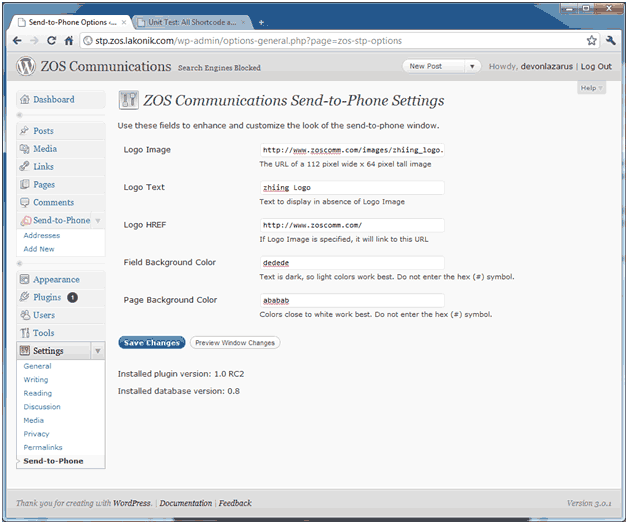 Send-to-Phone Options ‹
Unit Test: All Shortcode a
stp.zos.lakonik.com/wp-admin/options-general.php?page=zos-stp-options
ZOS Communications Search Engines Blocked New Post Howdy, devonlazarus | Log Out
Help
Dashboard
Posts
Media
Links
Pages
Comments
Send-to-Phone
Addresses
Add New
Appearance
Plugins 1
Users
Tools
Settings
General
Writing
Reading
Discussion
Media
Privacy
Permalinks
Send-to-Phone
ZOS Communications Send-to-Phone Settings
Use these fields to enhance and customize the look of the send-to-phone window.
Logo Image http://www.zoscomm.com/images/zhiing_logo.
The URL of a 112 pixel wide x 64 pixel tall image
Logo Text zhiing Logo
Text to display in absence of Logo Image
Logo HREF http://www.zoscomm.com/
If Logo Image is specified, it will link to this URL
Field Background Color dedede
Text is dark, so light colors work best. Do not enter the hex (#) symbol.
Page Background Color ababab
Colors close to white work best. Do not enter the hex (#) symbol.
Save Changes Preview Window Changes
Installed plugin version: 1.0 RC2
Installed database version: 0.8
Thank you for creating with WordPress. | Documentation | Feedback Version 3.0.1